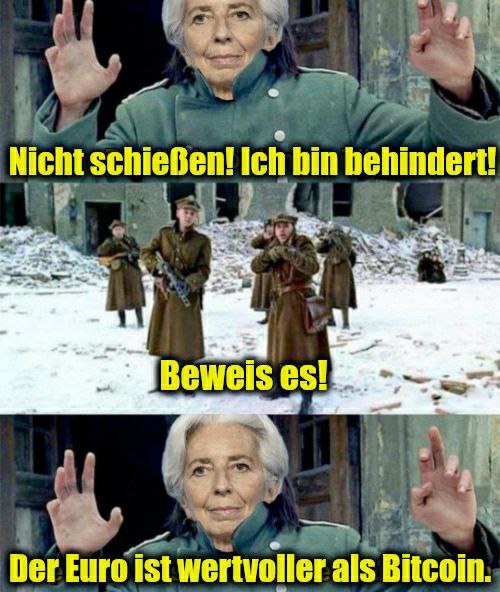 Nicht schießen! Ich bin behindert!
Beweis es!
Der Euro ist wertvoller als Bitcoin.